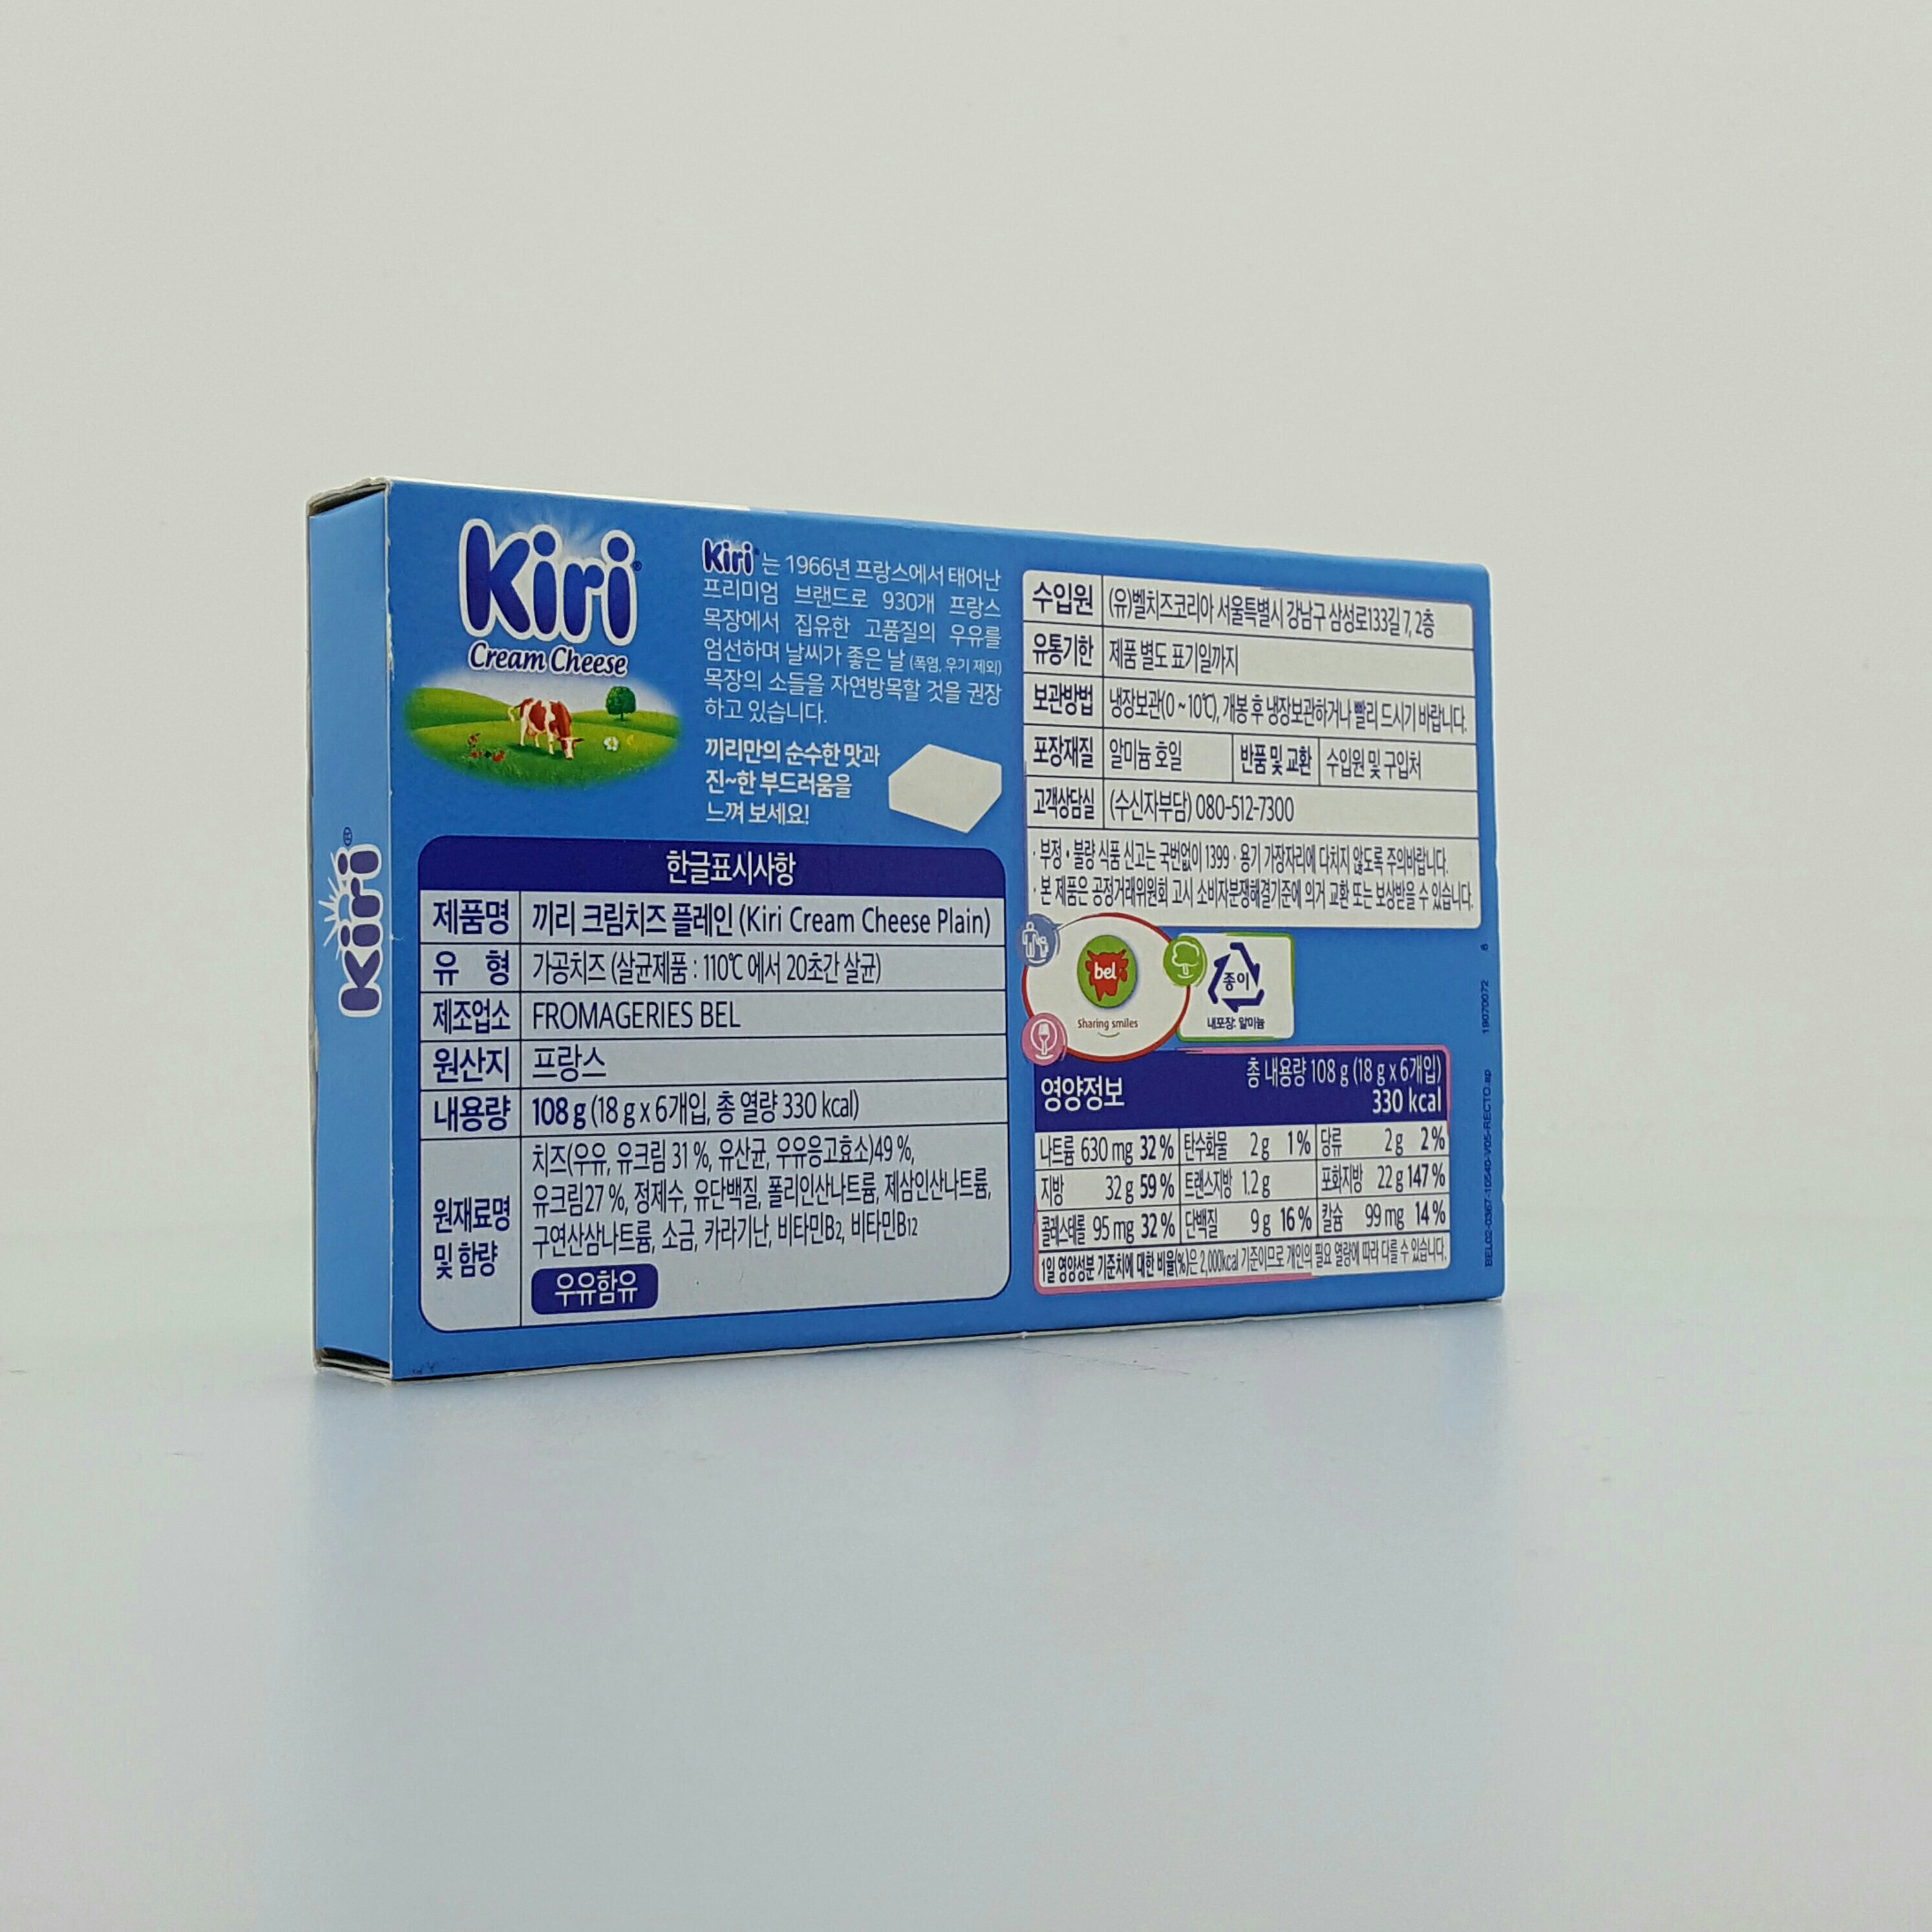 Kiri
Kiri®
Cream Cheese
Kiri®는 1966년 프랑스에서 태어난
프리미엄 브랜드로 930개 프랑스
목장에서 집유한 고품질의 우유를
엄선하며 날씨가 좋은 날 (폭염, 우기 제외)
목장의 소들을 자연방목할 것을 권장
하고 있습니다.
끼리만의 순수한 맛과
진~한 부드러움을
느껴 보세요!
한글표시사항
제품명 끼리 크림치즈 플레인 (Kiri Cream Cheese Plain)
유 형 가공치즈 (살균제품 : 110℃ 에서 20초간 살균)
제조업소 FROMAGERIES BEL
원산지 프랑스
내용량 108 g (18 g x 6개입, 총 열량 330 kcal)
원재료명 및 함량 치즈(우유, 유크림 31 %, 유산균, 우유응고효소)49 %,
유크림27 %, 정제수, 유단백질, 폴리인산나트륨, 제삼인산나트륨,
구연산삼나트륨, 소금, 카라기난, 비타민B2, 비타민B12
우유함유
수입원 (유)벨치즈코리아 서울특별시 강남구 삼성로133길 7, 2층
유통기한 제품 별도 표기일까지
보관방법 냉장보관(0 ~ 10℃), 개봉 후 냉장보관하거나 빨리 드시기 바랍니다.
포장재질 알미늄 호일 반품 및 교환 수입원 및 구입처
고객상담실 (수신자부담) 080-512-7300
· 부정 • 불량 식품 신고는 국번없이 1399 · 용기 가장자리에 다치지 않도록 주의바랍니다.
· 본 제품은 공정거래위원회 고시 소비자분쟁해결기준에 의거 교환 또는 보상받을 수 있습니다.
bel
Sharing smiles
종이
내포장: 알미늄
영양정보
총 내용량 108 g (18 g x 6개입)
330 kcal
나트륨 630 mg 32 % 탄수화물 2 g 1 % 당류 2 g 2 %
지방 32 g 59 % 트랜스지방 1.2 g 포화지방 22 g 147 %
콜레스테롤 95 mg 32 % 단백질 9 g 16 % 칼슘 99 mg 14 %
1일 영양성분 기준치에 대한 비율(%)은 2,000kcal 기준이므로 개인의 필요 열량에 따라 다를 수 있습니다.
BEL02-0367-10540-V05-RECTO.ap 19070072 6